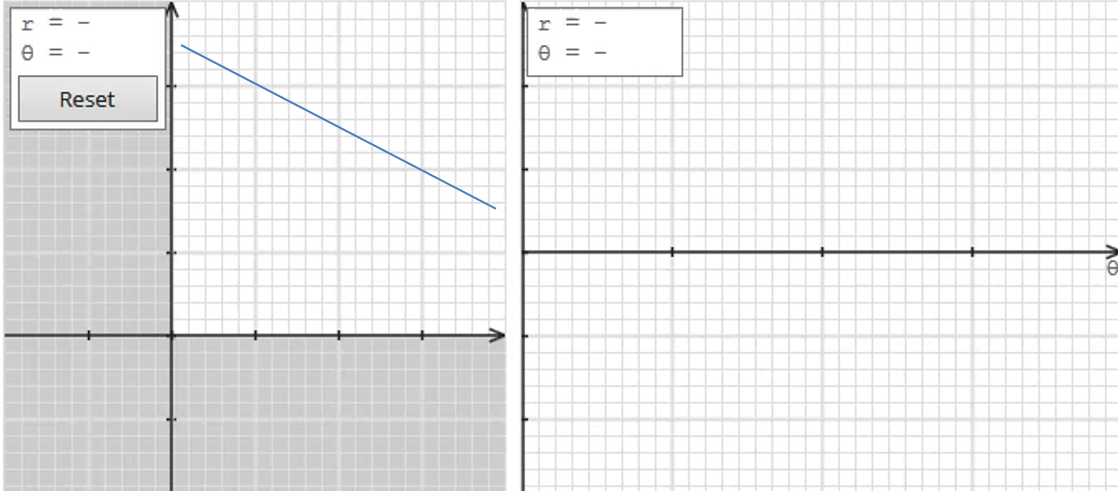 r = -
θ = -
Reset
r = -
θ = -
θ